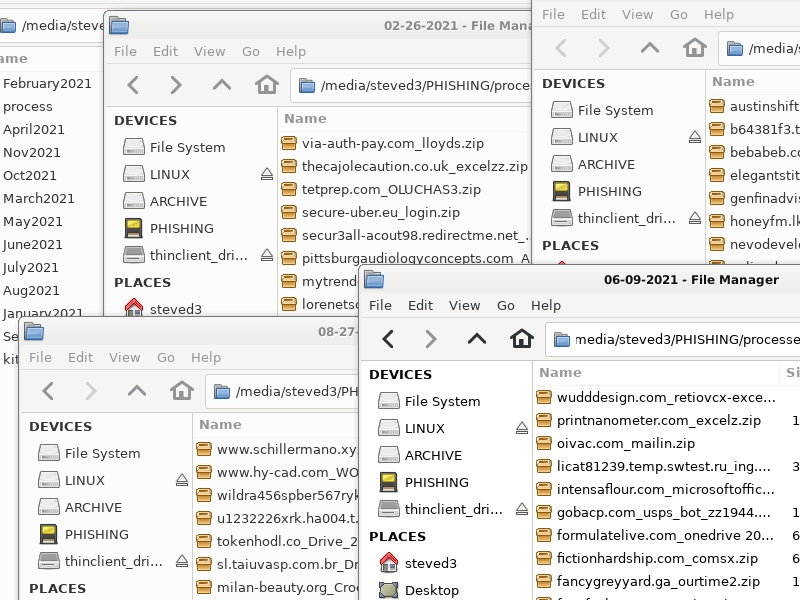 /media/steve
ame
February2021
process
April2021
Nov2021
Oct2021
March2021
May2021
June2021
July2021
Aug2021
January2021
Se
kit
02-26-2021 - File Mana
File Edit View Go Help
/media/steved3/PHISHING/proce
DEVICES
File System
LINUX
ARCHIVE
PHISHING
thinclient_dri...
PLACES
steved3
Name
via-auth-pay.com_lloyds.zip
thecajolecaution.co.uk_excelzz.zip
tetprep.com_OLUCHAS3.zip
secure-uber.eu_login.zip
secur3all-acout98.redirectme.net_.
pittsburgaudiologyconcepts.com_A
mytrend
lorenetso
File Edit View Go Help
/media/s
DEVICES
File System
LINUX
ARCHIVE
PHISHING
thinclient_dri...
PLACES
Name
austinshift
b64381f3.t
bebabeb.c
elegantstit
genfinadvis
honeyfm.lk
nevodevelo
08-27-
File Edit View Go Help
/media/steved3/PH
DEVICES
File System
LINUX
ARCHIVE
PHISHING
thinclient_dri...
PLACES
Name
www.schillermano.xy
www.hy-cad.com_WO
wildra456spber567ryk
u1232226xrk.ha004.t.
tokenhodl.co_Drive_2
sl.taiuvasp.com.br_Dr
milan-beauty.org_Cro
06-09-2021 - File Manager
File Edit View Go Help
media/steved3/PHISHING/processe
DEVICES
File System
LINUX
ARCHIVE
PHISHING
thinclient_dri...
PLACES
steved3
Desktop
Name Si
wudddesign.com_retiovcx-exce...
printnanometer.com_excelz.zip 1
oivac.com_mailin.zip
licat81239.temp.swtest.ru_ing.... 3
intensaflour.com_microsoftoffic...
gobacp.com_usps_bot_zz1944.... 1
formulatelive.com_onedrive 20... 6
fictionhardship.com_comsx.zip 6
fancygreyyard.ga_ourtime2.zip 1